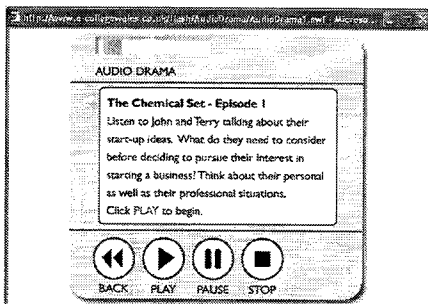 AUDIO DRAMA
The Chemical Set - Episode 1
Listen to John and Terry talking about their
start-up ideas. What do they need to consider
before deciding to pursue their interest in
starting a business? Think about their personal
as well as their professional situations.
Click PLAY to begin.
BACK PLAY PAUSE STOP